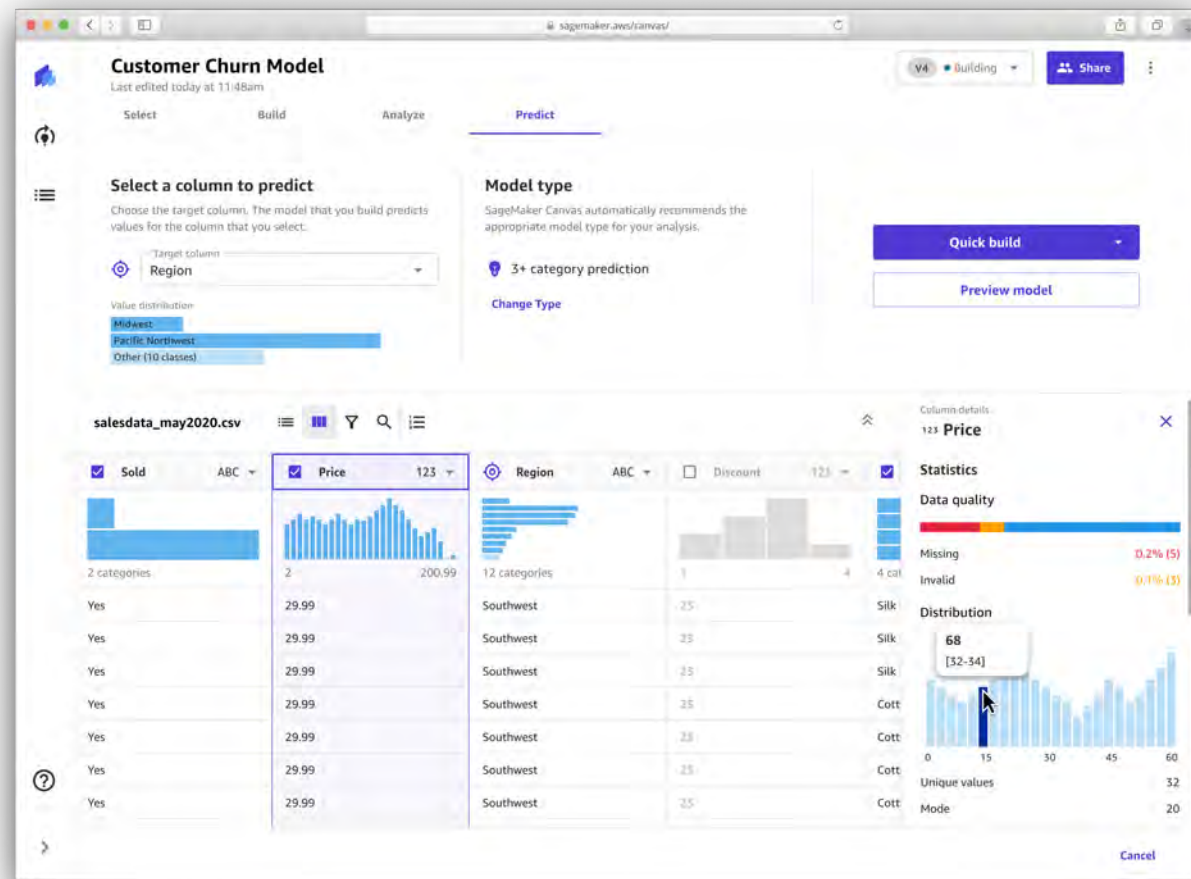 sagemaker.aws/canvas/
Customer Churn Model
Last edited today at 11:48am
V4 • Building
Share
Select Build Analyze Predict
Select a column to predict
Choose the target column. The model that you build predicts
values for the column that you select.
Target column
Region
Value distribution
Midwest
Pacific Northwest
Other (10 classes)
Model type
SageMaker Canvas automatically recommends the
appropriate model type for your analysis.
3+ category prediction
Change Type
Quick build
Preview model
salesdata_may2020.csv
Sold ABC Price 123 Region ABC Discount 123
2 categories 2 200.99 12 categories 1 4 4 cat
Yes 29.99 Southwest 25 Silk
Yes 29.99 Southwest 25 Silk
Yes 29.99 Southwest 25 Silk
Yes 29.99 Southwest 25 Cott
Yes 29.99 Southwest 25 Cott
Yes 29.99 Southwest 25 Cott
Yes 29.99 Southwest 25 Cott
Column details
123 Price
Statistics
Data quality
Missing 0.2% (5)
Invalid 0.1% (3)
Distribution
68
[32-34]
0 15 30 45 60
Unique values 32
Mode 20
Cancel